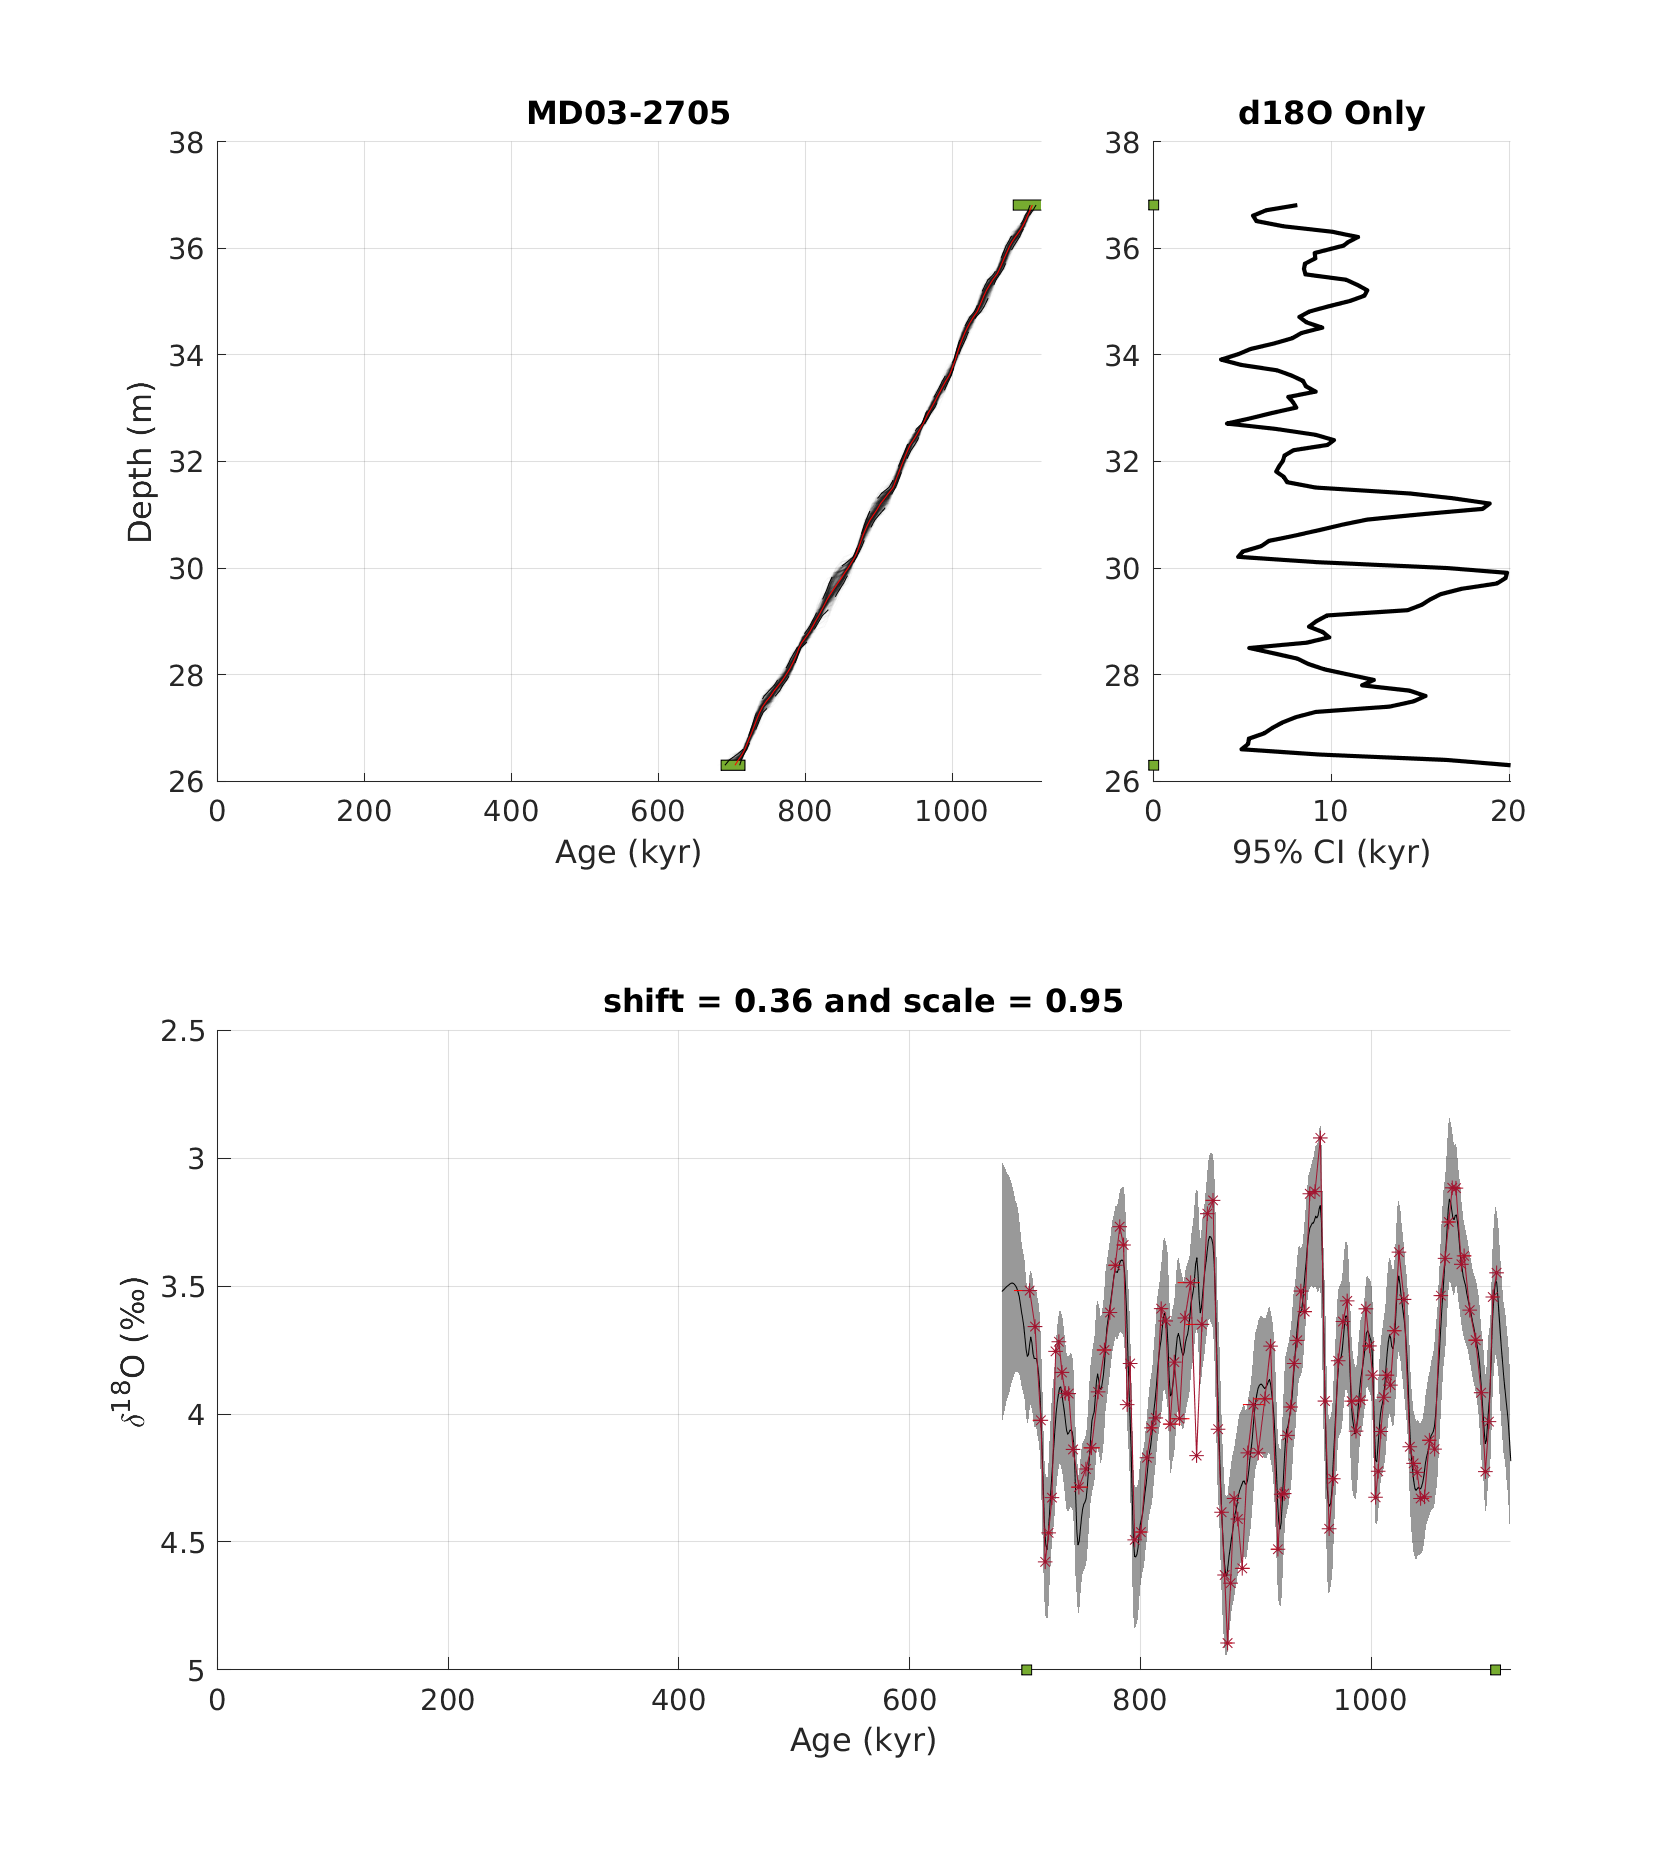 MD03-2705
d18O Only
38
36
34
32
30
28
26
Depth (m)
0 200 400 600 800 1000
Age (kyr)
38
36
34
32
30
28
26
0 10 20
95% CI (kyr)
shift = 0.36 and scale = 0.95
2.5
3
3.5
4
4.5
5
δ¹⁸O (‰)
0 200 400 600 800 1000
Age (kyr)